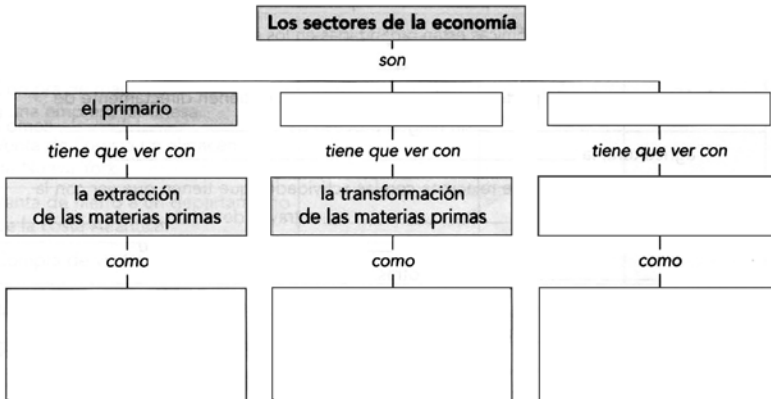 Los sectores de la economía
son
el primario
tiene que ver con
tiene que ver con
tiene que ver con
la extracción
de las materias primas
la transformación
de las materias primas
como
como
como